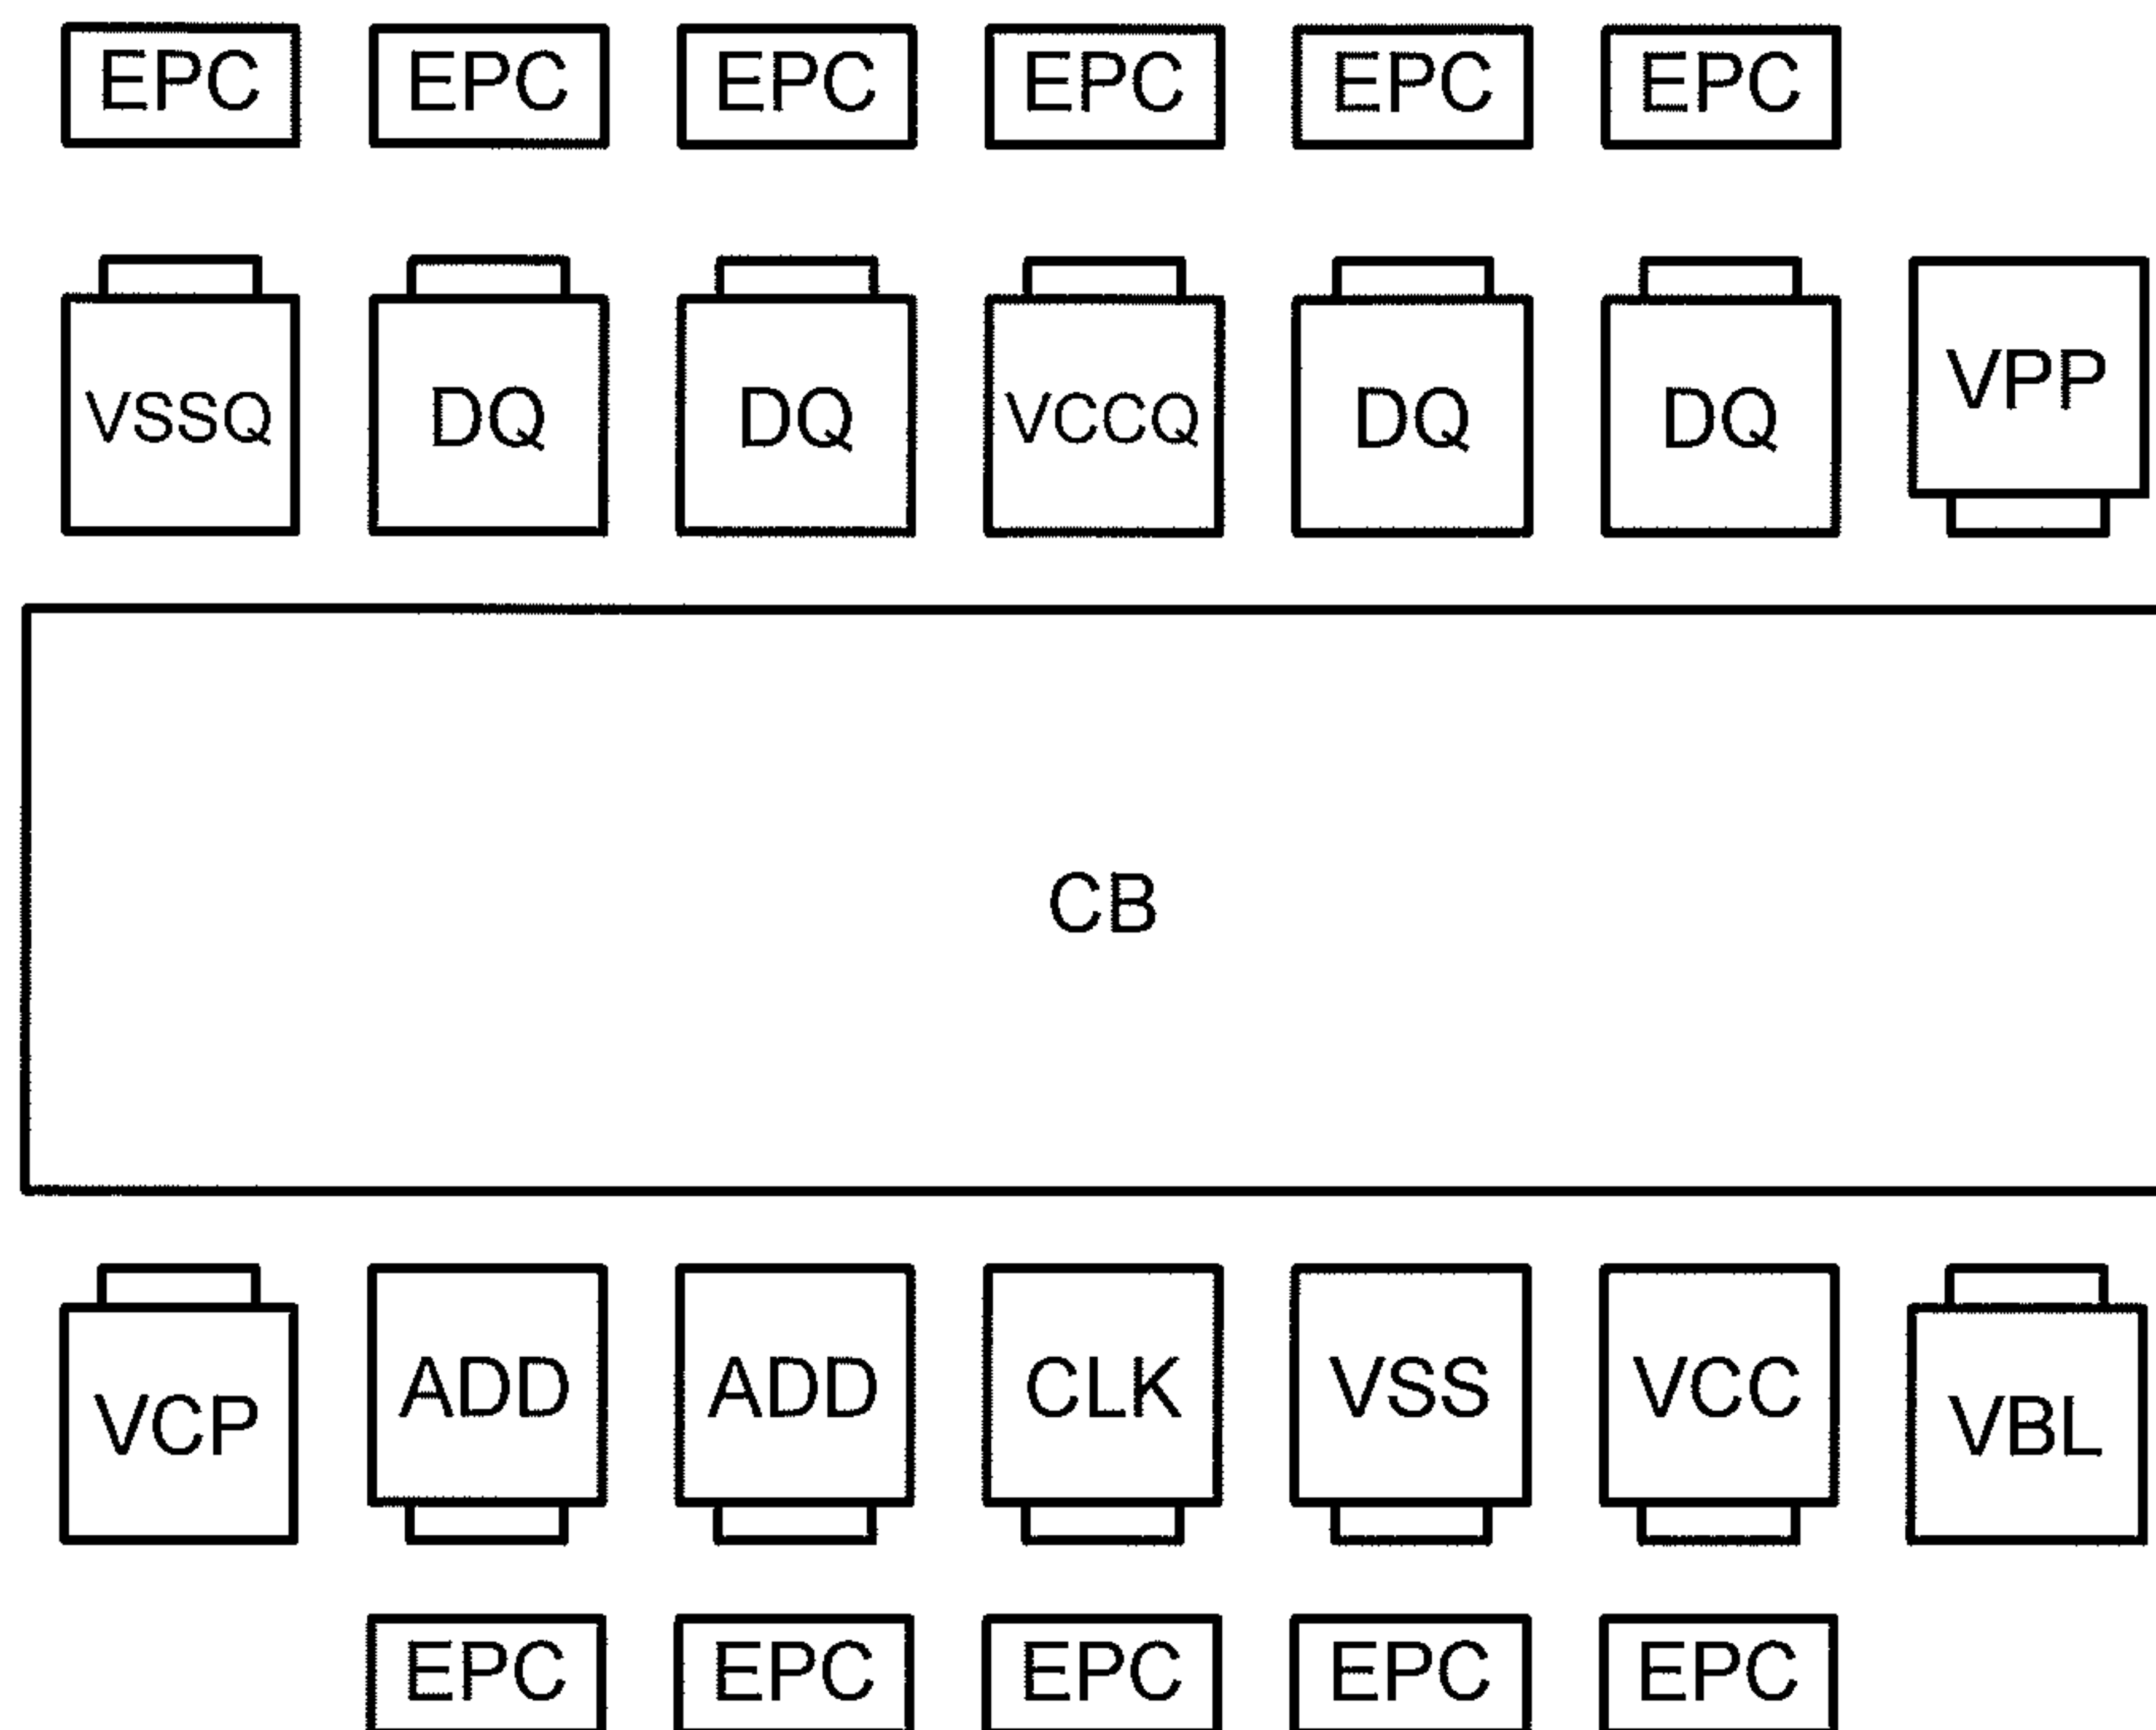 EPC EPC EPC EPC EPC EPC
VSSQ DQ DQ VCCQ DQ DQ VPP
CB
VCP ADD ADD CLK VSS VCC VBL
EPC EPC EPC EPC EPC